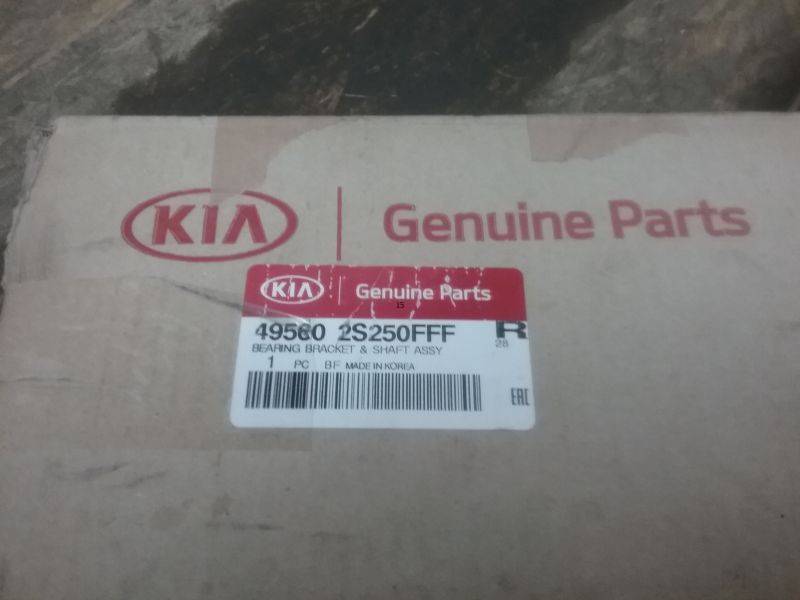 KIA Genuine Parts
KIA Genuine Parts
15
49560 2S250FFF R
28
BEARING BRACKET & SHAFT ASSY
1 PC BF MADE IN KOREA
EAC